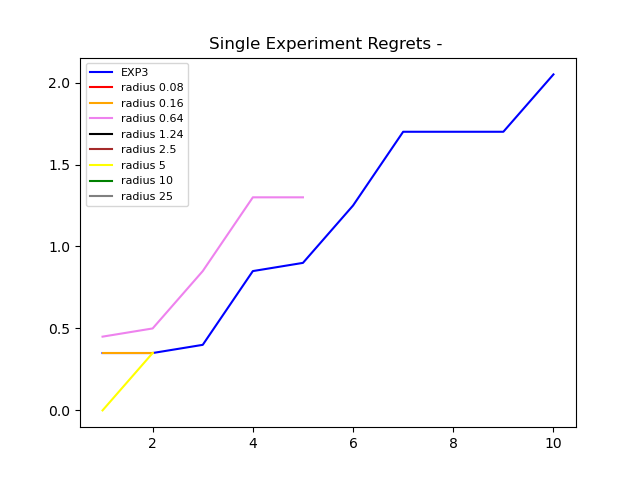 Single Experiment Regrets -
EXP3
radius 0.08
radius 0.16
radius 0.64
radius 1.24
radius 2.5
radius 5
radius 10
radius 25
2.0
1.5
1.0
0.5
0.0
2 4 6 8 10